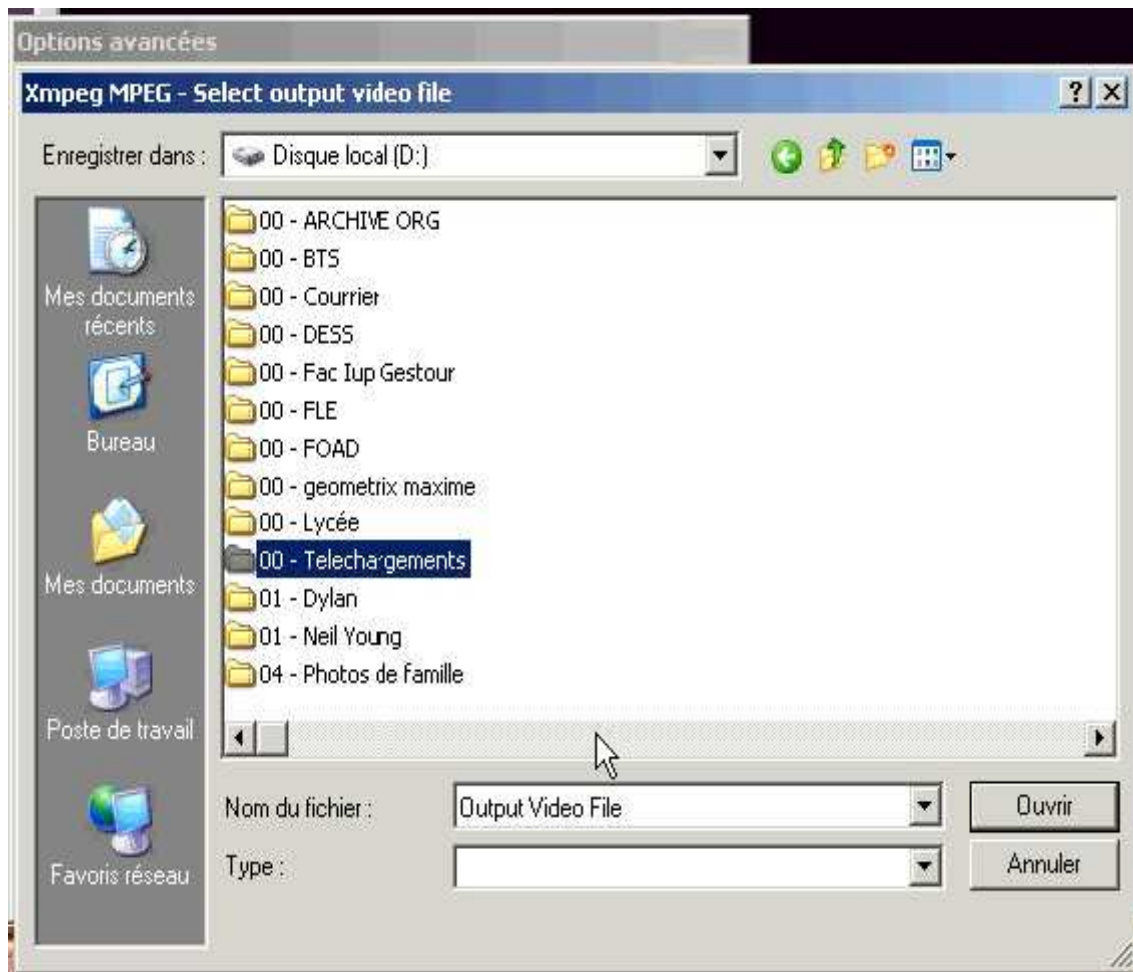 Options avancées
Xmpeg MPEG - Select output video file
Enregistrer dans :
Disque local (D:)
Mes documents
récents
Bureau
Mes documents
Poste de travail
Favoris réseau
00 - ARCHIVE ORG
00 - BTS
00 - Courrier
00 - DESS
00 - Fac Iup Gestour
00 - FLE
00 - FOAD
00 - geometrix maxime
00 - Lycée
00 - Telechargements
01 - Dylan
01 - Neil Young
04 - Photos de famille
Nom du fichier :
Output Video File
Ouvrir
Type :
Annuler